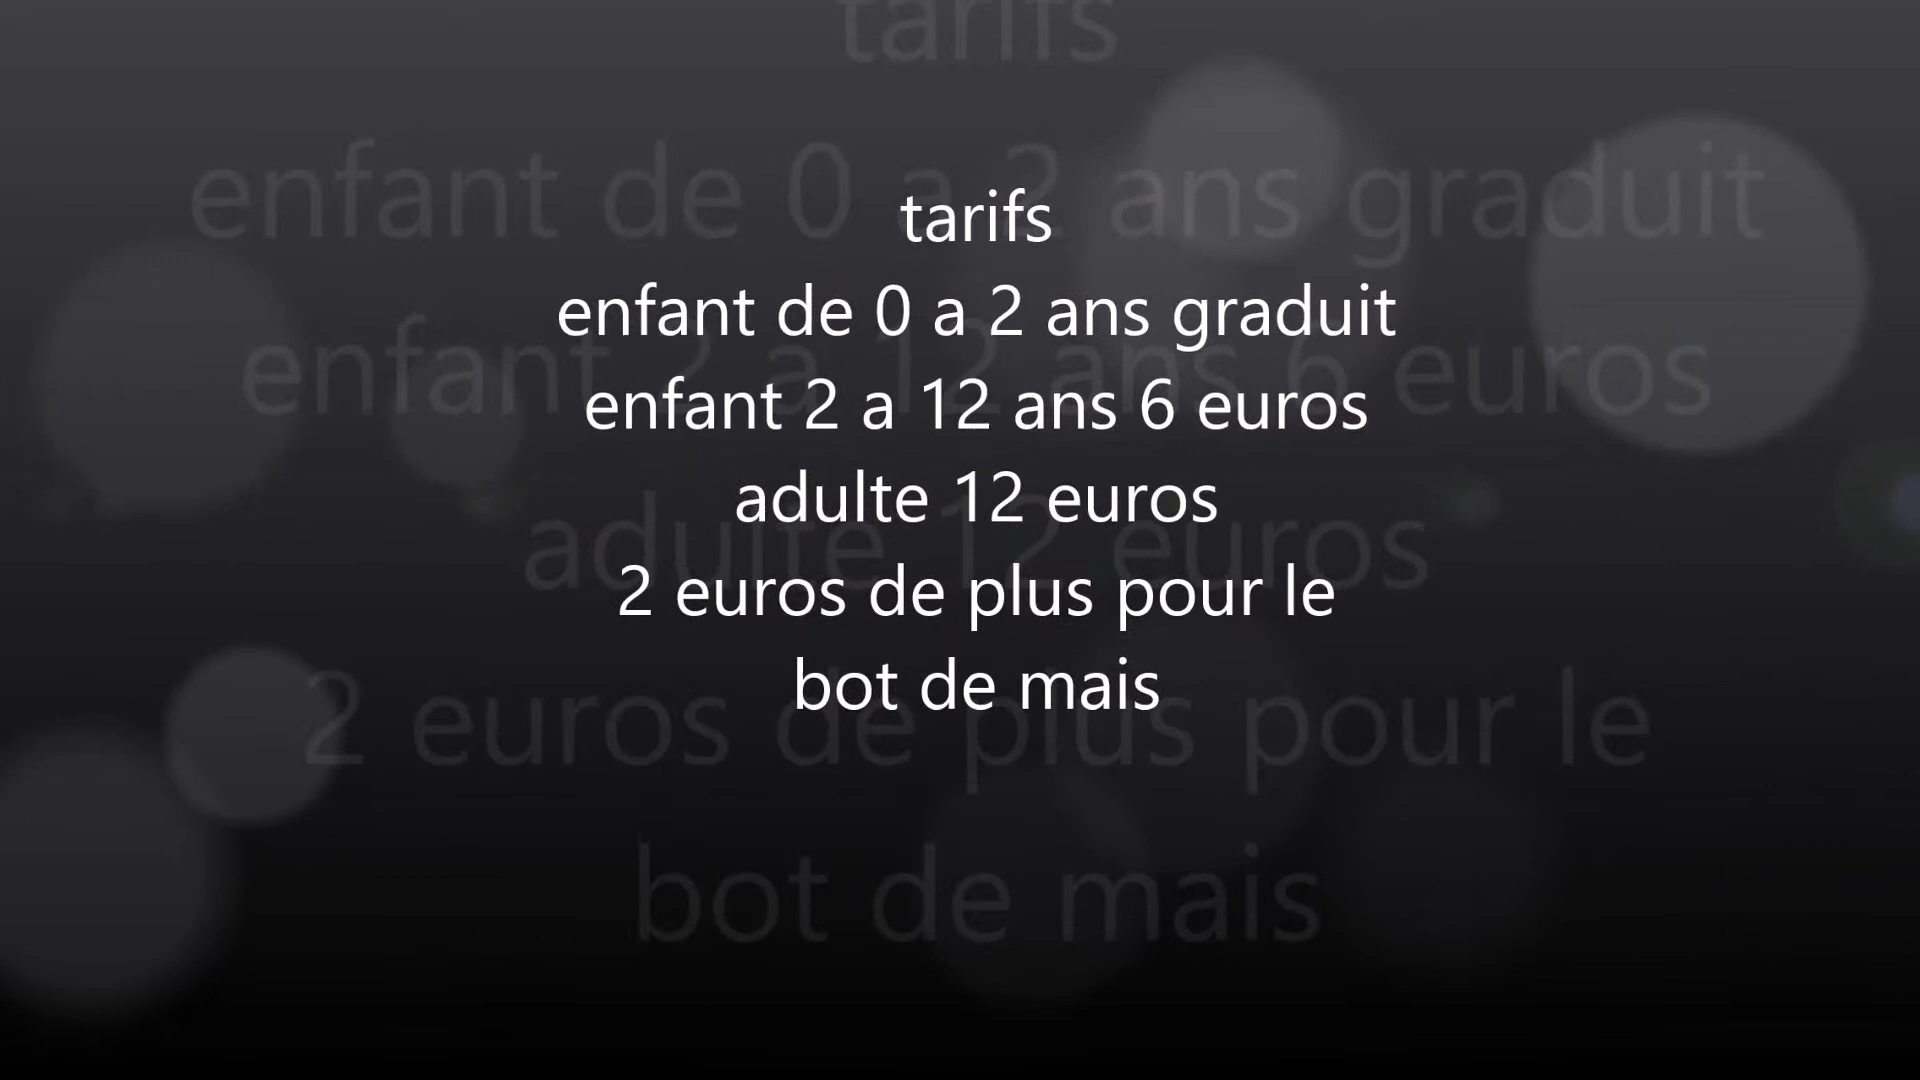 tarifs
enfant de 0 a 2 ans graduit
enfant 2 a 12 ans 6 euros
adulte 12 euros
2 euros de plus pour le
bot de mais